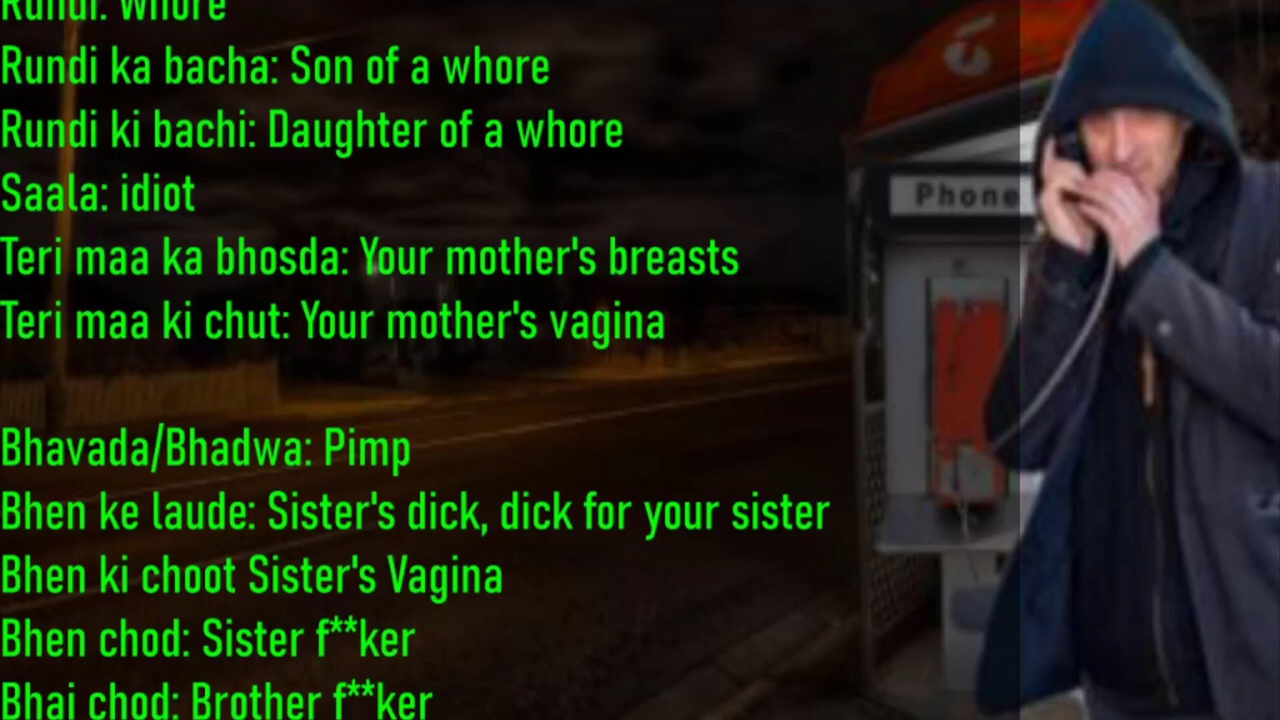 Rundi: Whore
Rundi ka bacha: Son of a whore
Rundi ki bachi: Daughter of a whore
Saala: idiot
Teri maa ka bhosda: Your mother's breasts
Teri maa ki chut: Your mother's vagina
Bhavada/Bhadwa: Pimp
Bhen ke laude: Sister's dick, dick for your sister
Bhen ki choot Sister's Vagina
Bhen chod: Sister f**ker
Bhai chod: Brother f**ker
Phone